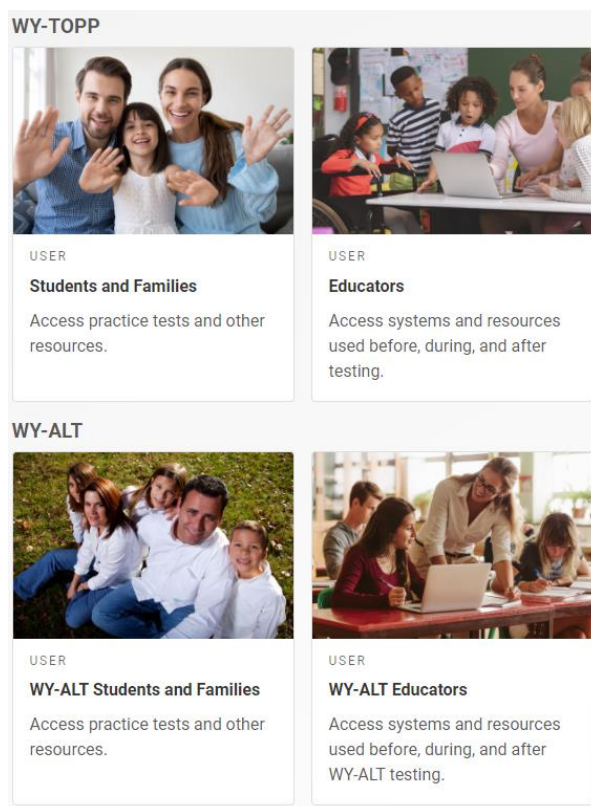 WY-TOPP
USER
Students and Families
Access practice tests and other
resources.
USER
Educators
Access systems and resources
used before, during, and after
testing.
WY-ALT
USER
WY-ALT Students and Families
Access practice tests and other
resources.
USER
WY-ALT Educators
Access systems and resources
used before, during, and after
WY-ALT testing.